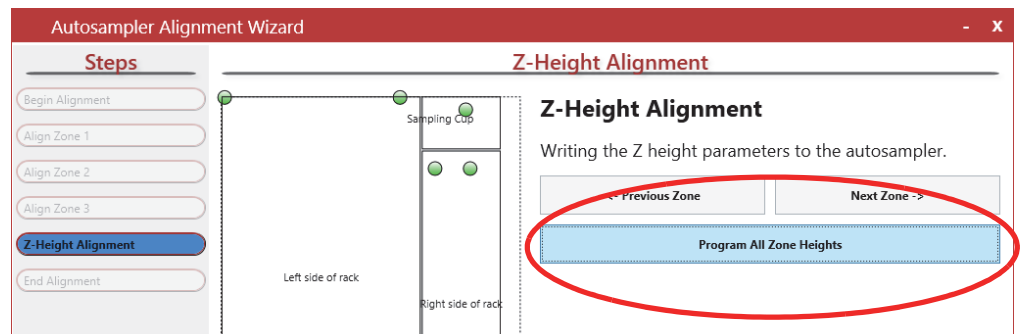 Autosampler Alignment Wizard
- X
Steps
Begin Alignment
Align Zone 1
Align Zone 2
Align Zone 3
Z-Height Alignment
End Alignment
Z-Height Alignment
Sampling Cup
Left side of rack
Right side of rack
Z-Height Alignment
Writing the Z height parameters to the autosampler.
<- Previous Zone
Next Zone ->
Program All Zone Heights